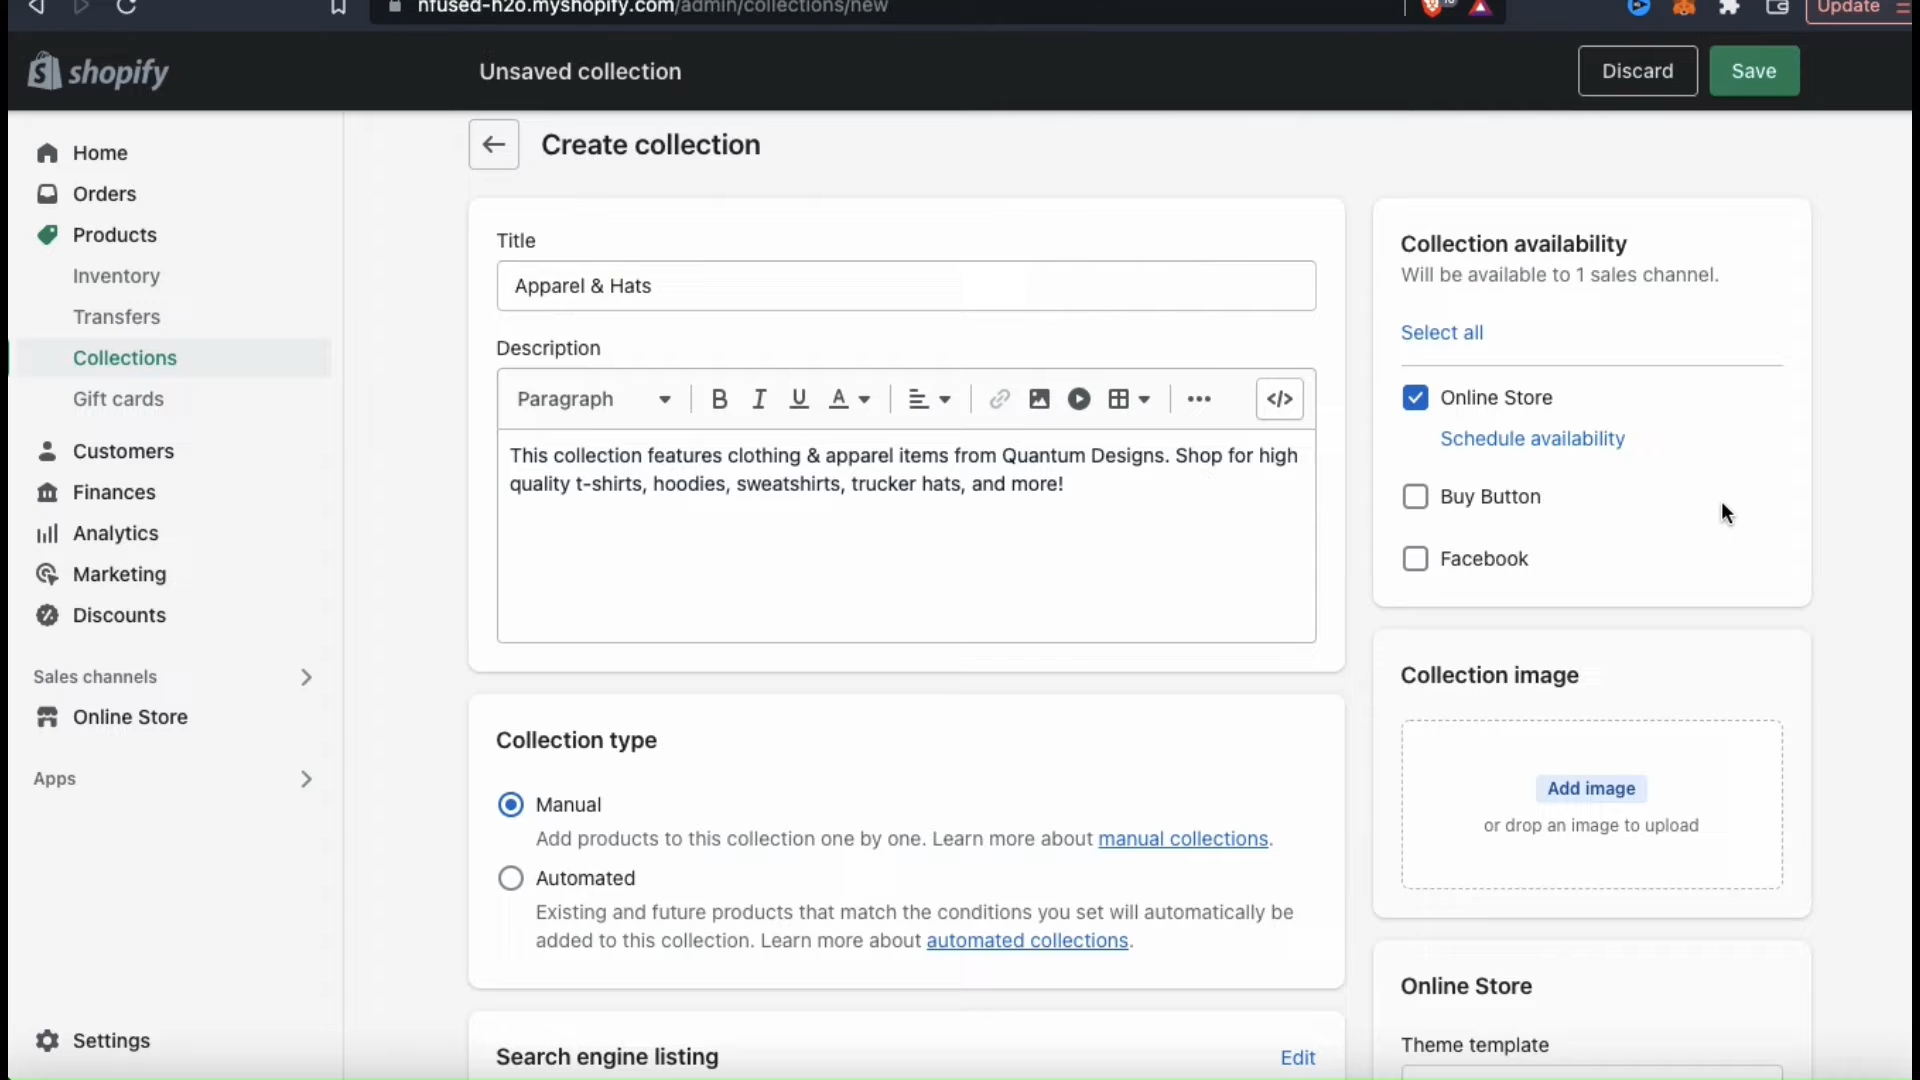 nfused-h2o.myshopify.com/admin/collections/new
Update
shopify
Unsaved collection
Discard
Save
Home
Orders
Products
Inventory
Transfers
Collections
Gift cards
Customers
Finances
Analytics
Marketing
Discounts
Sales channels
Online Store
Apps
Settings
Create collection
Title
Apparel & Hats
Description
Paragraph
B I U A </>
This collection features clothing & apparel items from Quantum Designs. Shop for high
quality t-shirts, hoodies, sweatshirts, trucker hats, and more!
Collection type
Manual
Add products to this collection one by one. Learn more about manual collections.
Automated
Existing and future products that match the conditions you set will automatically be
added to this collection. Learn more about automated collections.
Search engine listing
Edit
Collection availability
Will be available to 1 sales channel.
Select all
Online Store
Schedule availability
Buy Button
Facebook
Collection image
Add image
or drop an image to upload
Online Store
Theme template